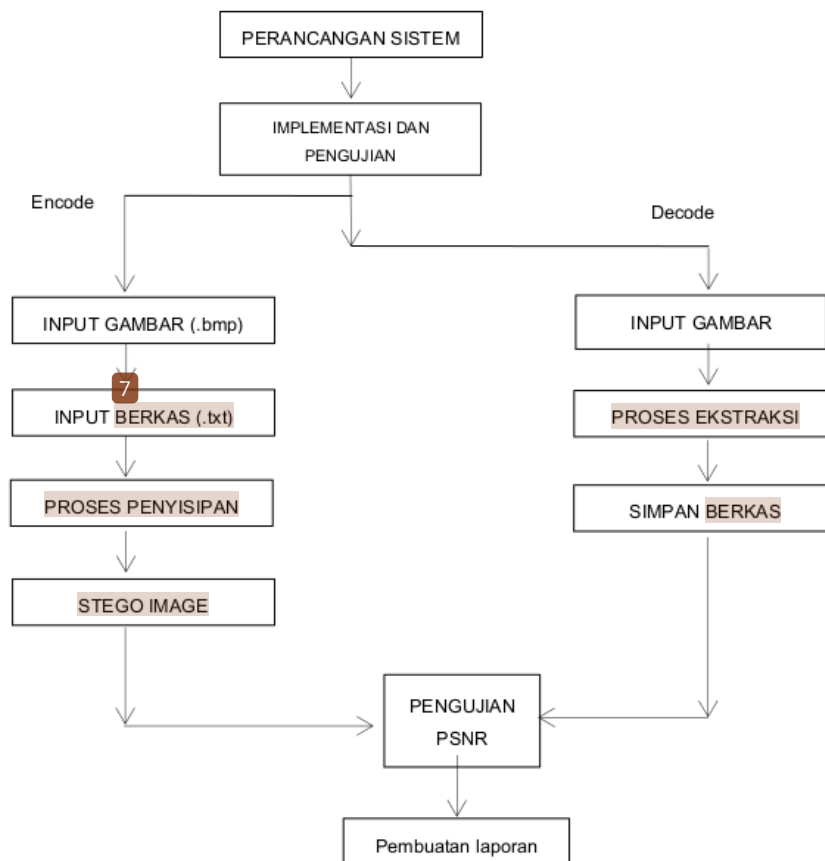 PERANCANGAN SISTEM
IMPLEMENTASI DAN
PENGUJIAN
Encode
Decode
INPUT GAMBAR (.bmp)
INPUT GAMBAR
7
INPUT BERKAS (.txt)
PROSES EKSTRAKSI
PROSES PENYISIPAN
SIMPAN BERKAS
STEGO IMAGE
PENGUJIAN
PSNR
Pembuatan laporan